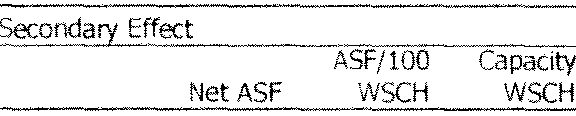 Secondary Effect
ASF/100 Capacity
Net ASF WSCH WSCH